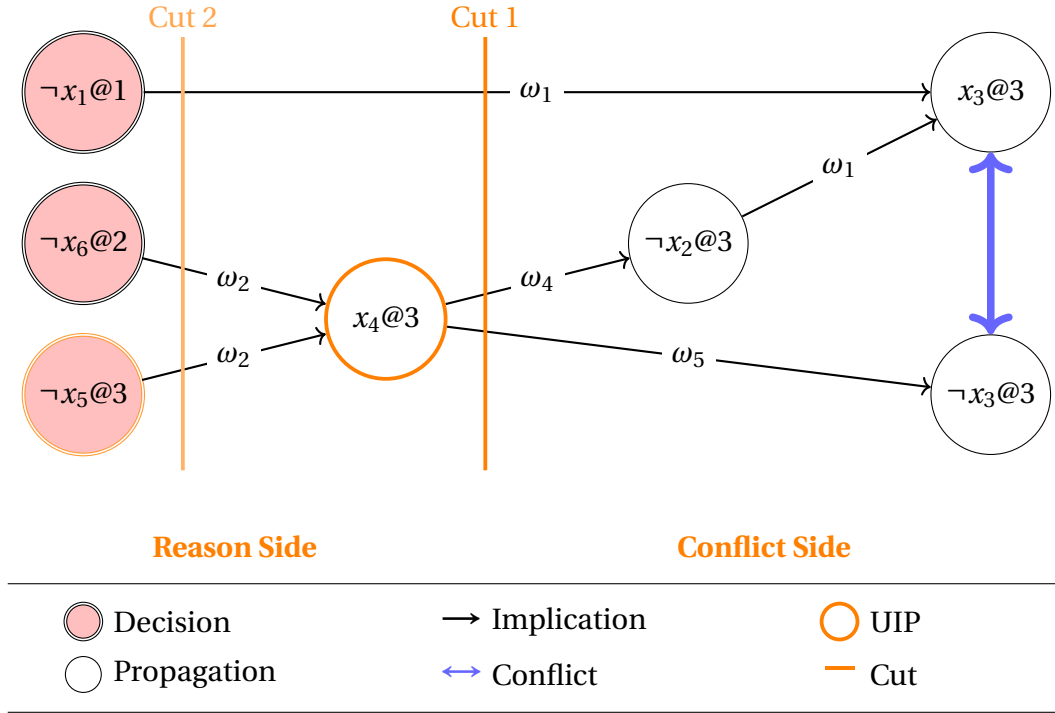 Cut 2 Cut 1
¬x₁@1 ω₁ x₃@3
ω₁
¬x₆@2 ¬x₂@3
ω₂ ω₄
x₄@3
ω₂ ω₅
¬x₅@3 ¬x₃@3
Reason Side Conflict Side
Decision Implication UIP
Propagation Conflict Cut